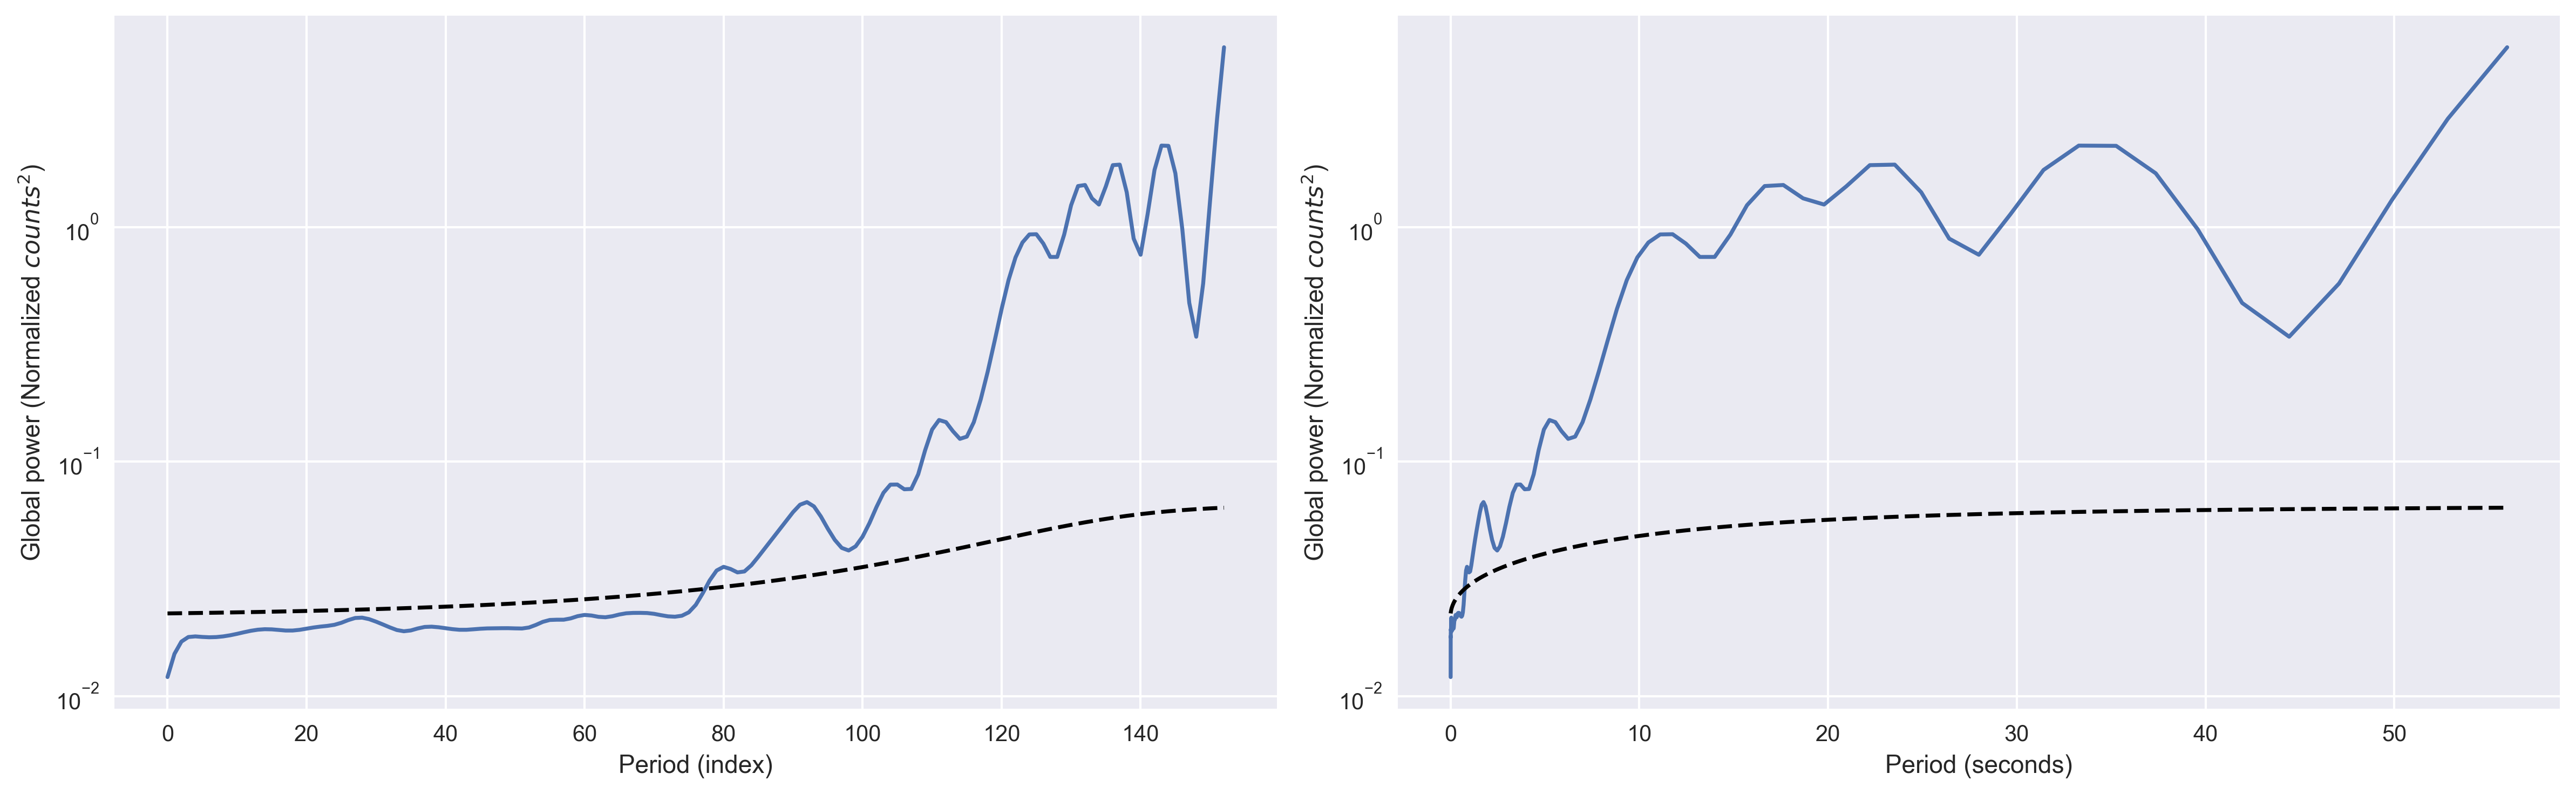 Global power (Normalized counts²)
10⁰
10⁻¹
10⁻²
0 20 40 60 80 100 120 140
Period (index)
Global power (Normalized counts²)
10⁰
10⁻¹
10⁻²
0 10 20 30 40 50
Period (seconds)